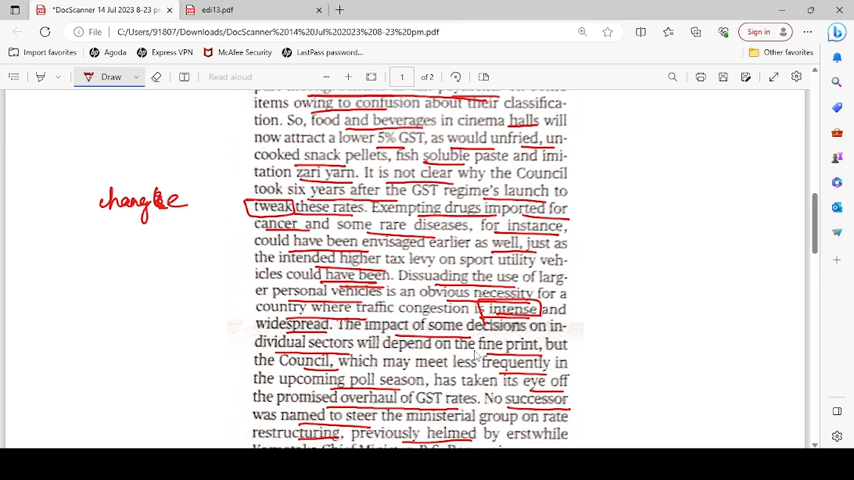 *DocScanner 14 Jul 2023 8-23 p
edi13.pdf
File
C:/Users/91807/Downloads/DocScanner%2014%20Jul%202023%208-23%20pm.pdf
Sign in
Import favorites
Agoda
Express VPN
McAfee Security
LastPass password...
Other favorites
Draw
Read aloud
1
of 2
items owing to confusion about their classifica-
tion. So, food and beverages in cinema halls will
now attract a lower 5% GST, as would unfried, un-
cooked snack pellets, fish soluble paste and imi-
tation zari yarn. It is not clear why the Council
took six years after the GST regime's launch to
tweak these rates. Exempting drugs imported for
cancer and some rare diseases, for instance,
could have been envisaged earlier as well, just as
the intended higher tax levy on sport utility veh-
icles could have been. Dissuading the use of larg-
er personal vehicles is an obvious necessity for a
country where traffic congestion is intense and
widespread. The impact of some decisions on in-
dividual sectors will depend on the fine print, but
the Council, which may meet less frequently in
the upcoming poll season, has taken its eye off
the promised overhaul of GST rates. No successor
was named to steer the ministerial group on rate
restructuring, previously helmed by erstwhile